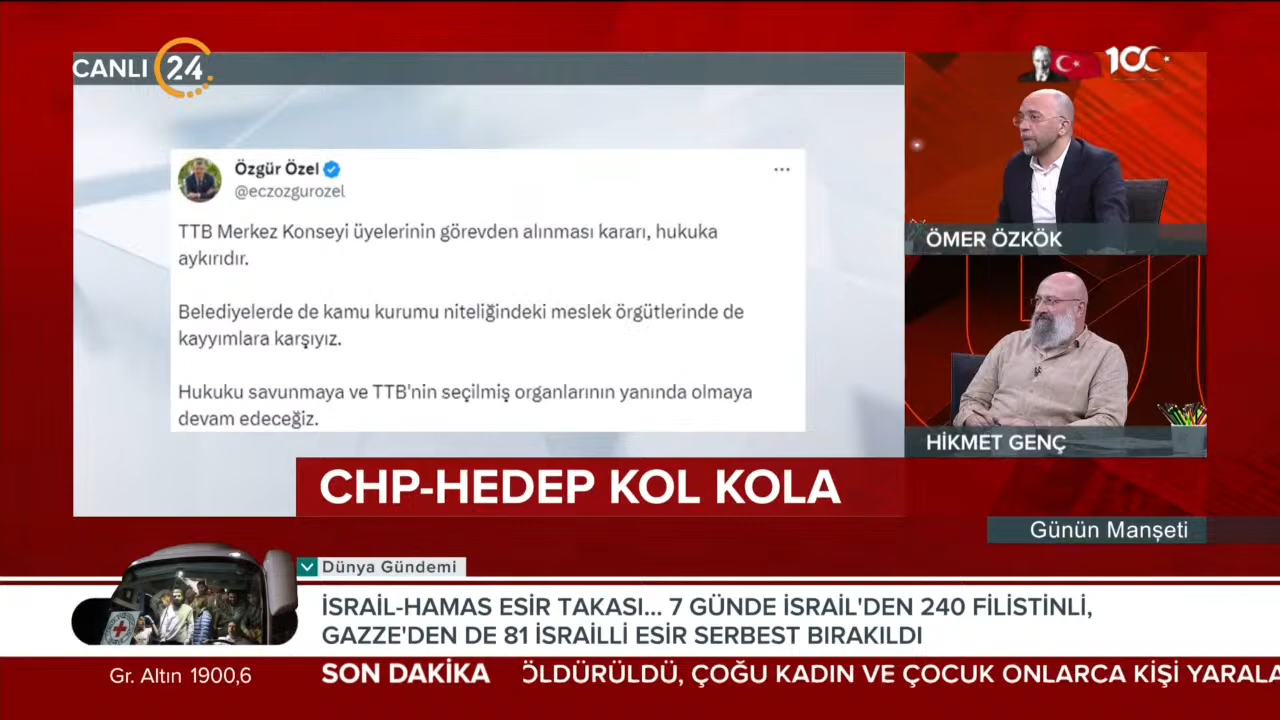 CANLI 24
100
Özgür Özel
@eczozgurozel
TTB Merkez Konseyi üyelerinin görevden alınması kararı, hukuka
aykırıdır.
Belediyelerde de kamu kurumu niteliğindeki meslek örgütlerinde de
kayyımlara karşıyız.
Hukuku savunmaya ve TTB'nin seçilmiş organlarının yanında olmaya
devam edeceğiz.
ÖMER ÖZKÖK
HİKMET GENÇ
CHP-HEDEP KOL KOLA
Günün Manşeti
Dünya Gündemi
İSRAİL-HAMAS ESİR TAKASI... 7 GÜNDE İSRAİL'DEN 240 FİLİSTİNLİ,
GAZZE'DEN DE 81 İSRAİLLİ ESİR SERBEST BIRAKILDI
Gr. Altın 1900,6
SON DAKİKA
ÖLDÜRÜLDÜ, ÇOĞU KADIN VE ÇOCUK ONLARCA KİŞİ YARALA